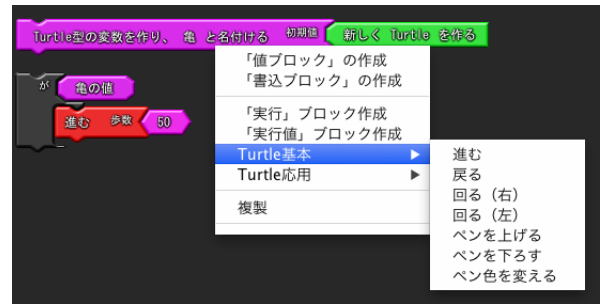 Turtle型の変数を作り、 亀 と名付ける 初期値 新しく Turtle を作る
が 亀の値
進む 歩数 50
「値ブロック」の作成
「書込ブロック」の作成
「実行」ブロック作成
「実行値」ブロック作成
Turtle基本
Turtle応用
複製
進む
戻る
回る（右）
回る（左）
ペンを上げる
ペンを下ろす
ペン色を変える